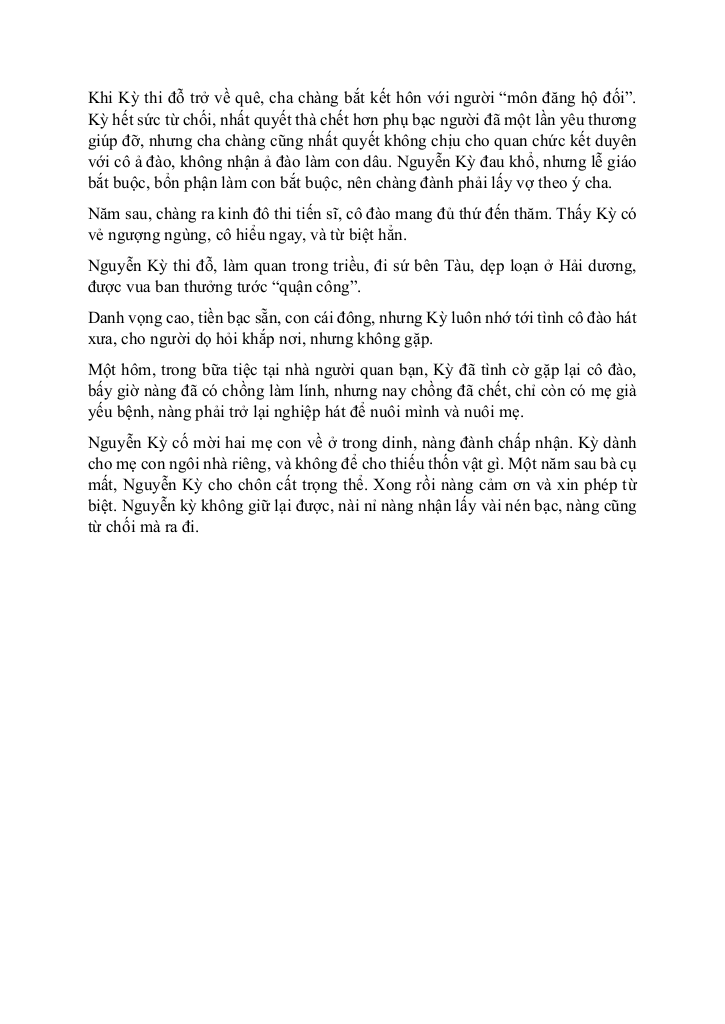 Khi Kỳ thi đỗ trở về quê, cha chàng bắt kết hôn với người “môn đăng hộ đối”.
Kỳ hết sức từ chối, nhất quyết thà chết hơn phụ bạc người đã một lần yêu thương
giúp đỡ, nhưng cha chàng cũng nhất quyết không chịu cho quan chức kết duyên
với cô ả đào, không nhận ả đào làm con dâu. Nguyễn Kỳ đau khổ, nhưng lễ giáo
bắt buộc, bổn phận làm con bắt buộc, nên chàng đành phải lấy vợ theo ý cha.
Năm sau, chàng ra kinh đô thi tiến sĩ, cô đào mang đủ thứ đến thăm. Thấy Kỳ có
vẻ ngượng ngùng, cô hiểu ngay, và từ biệt hẳn.
Nguyễn Kỳ thi đỗ, làm quan trong triều, đi sứ bên Tàu, dẹp loạn ở Hải dương,
được vua ban thưởng tước “quận công”.
Danh vọng cao, tiền bạc sẵn, con cái đông, nhưng Kỳ luôn nhớ tới tình cô đào hát
xưa, cho người dọ hỏi khắp nơi, nhưng không gặp.
Một hôm, trong bữa tiệc tại nhà người quan bạn, Kỳ đã tình cờ gặp lại cô đào,
bấy giờ nàng đã có chồng làm lính, nhưng nay chồng đã chết, chỉ còn có mẹ già
yếu bệnh, nàng phải trở lại nghiệp hát để nuôi mình và nuôi mẹ.
Nguyễn Kỳ cố mời hai mẹ con về ở trong dinh, nàng đành chấp nhận. Kỳ dành
cho mẹ con ngôi nhà riêng, và không để cho thiếu thốn vật gì. Một năm sau bà cụ
mất, Nguyễn Kỳ cho chôn cất trọng thể. Xong rồi nàng cảm ơn và xin phép từ
biệt. Nguyễn kỳ không giữ lại được, nài nỉ nàng nhận lấy vài nén bạc, nàng cũng
từ chối mà ra đi.